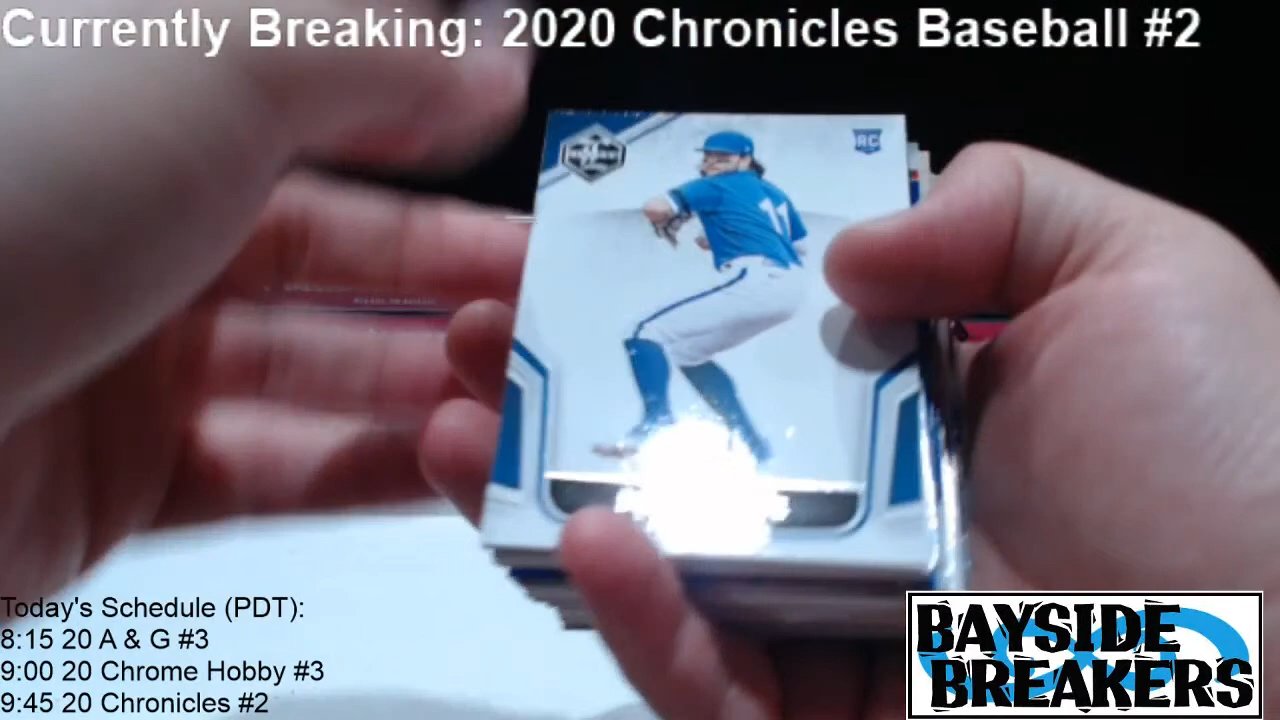 Currently Breaking: 2020 Chronicles Baseball #2
RC
11
Today's Schedule (PDT):
8:15 20 A & G #3
9:00 20 Chrome Hobby #3
9:45 20 Chronicles #2
BAYSIDE
BREAKERS